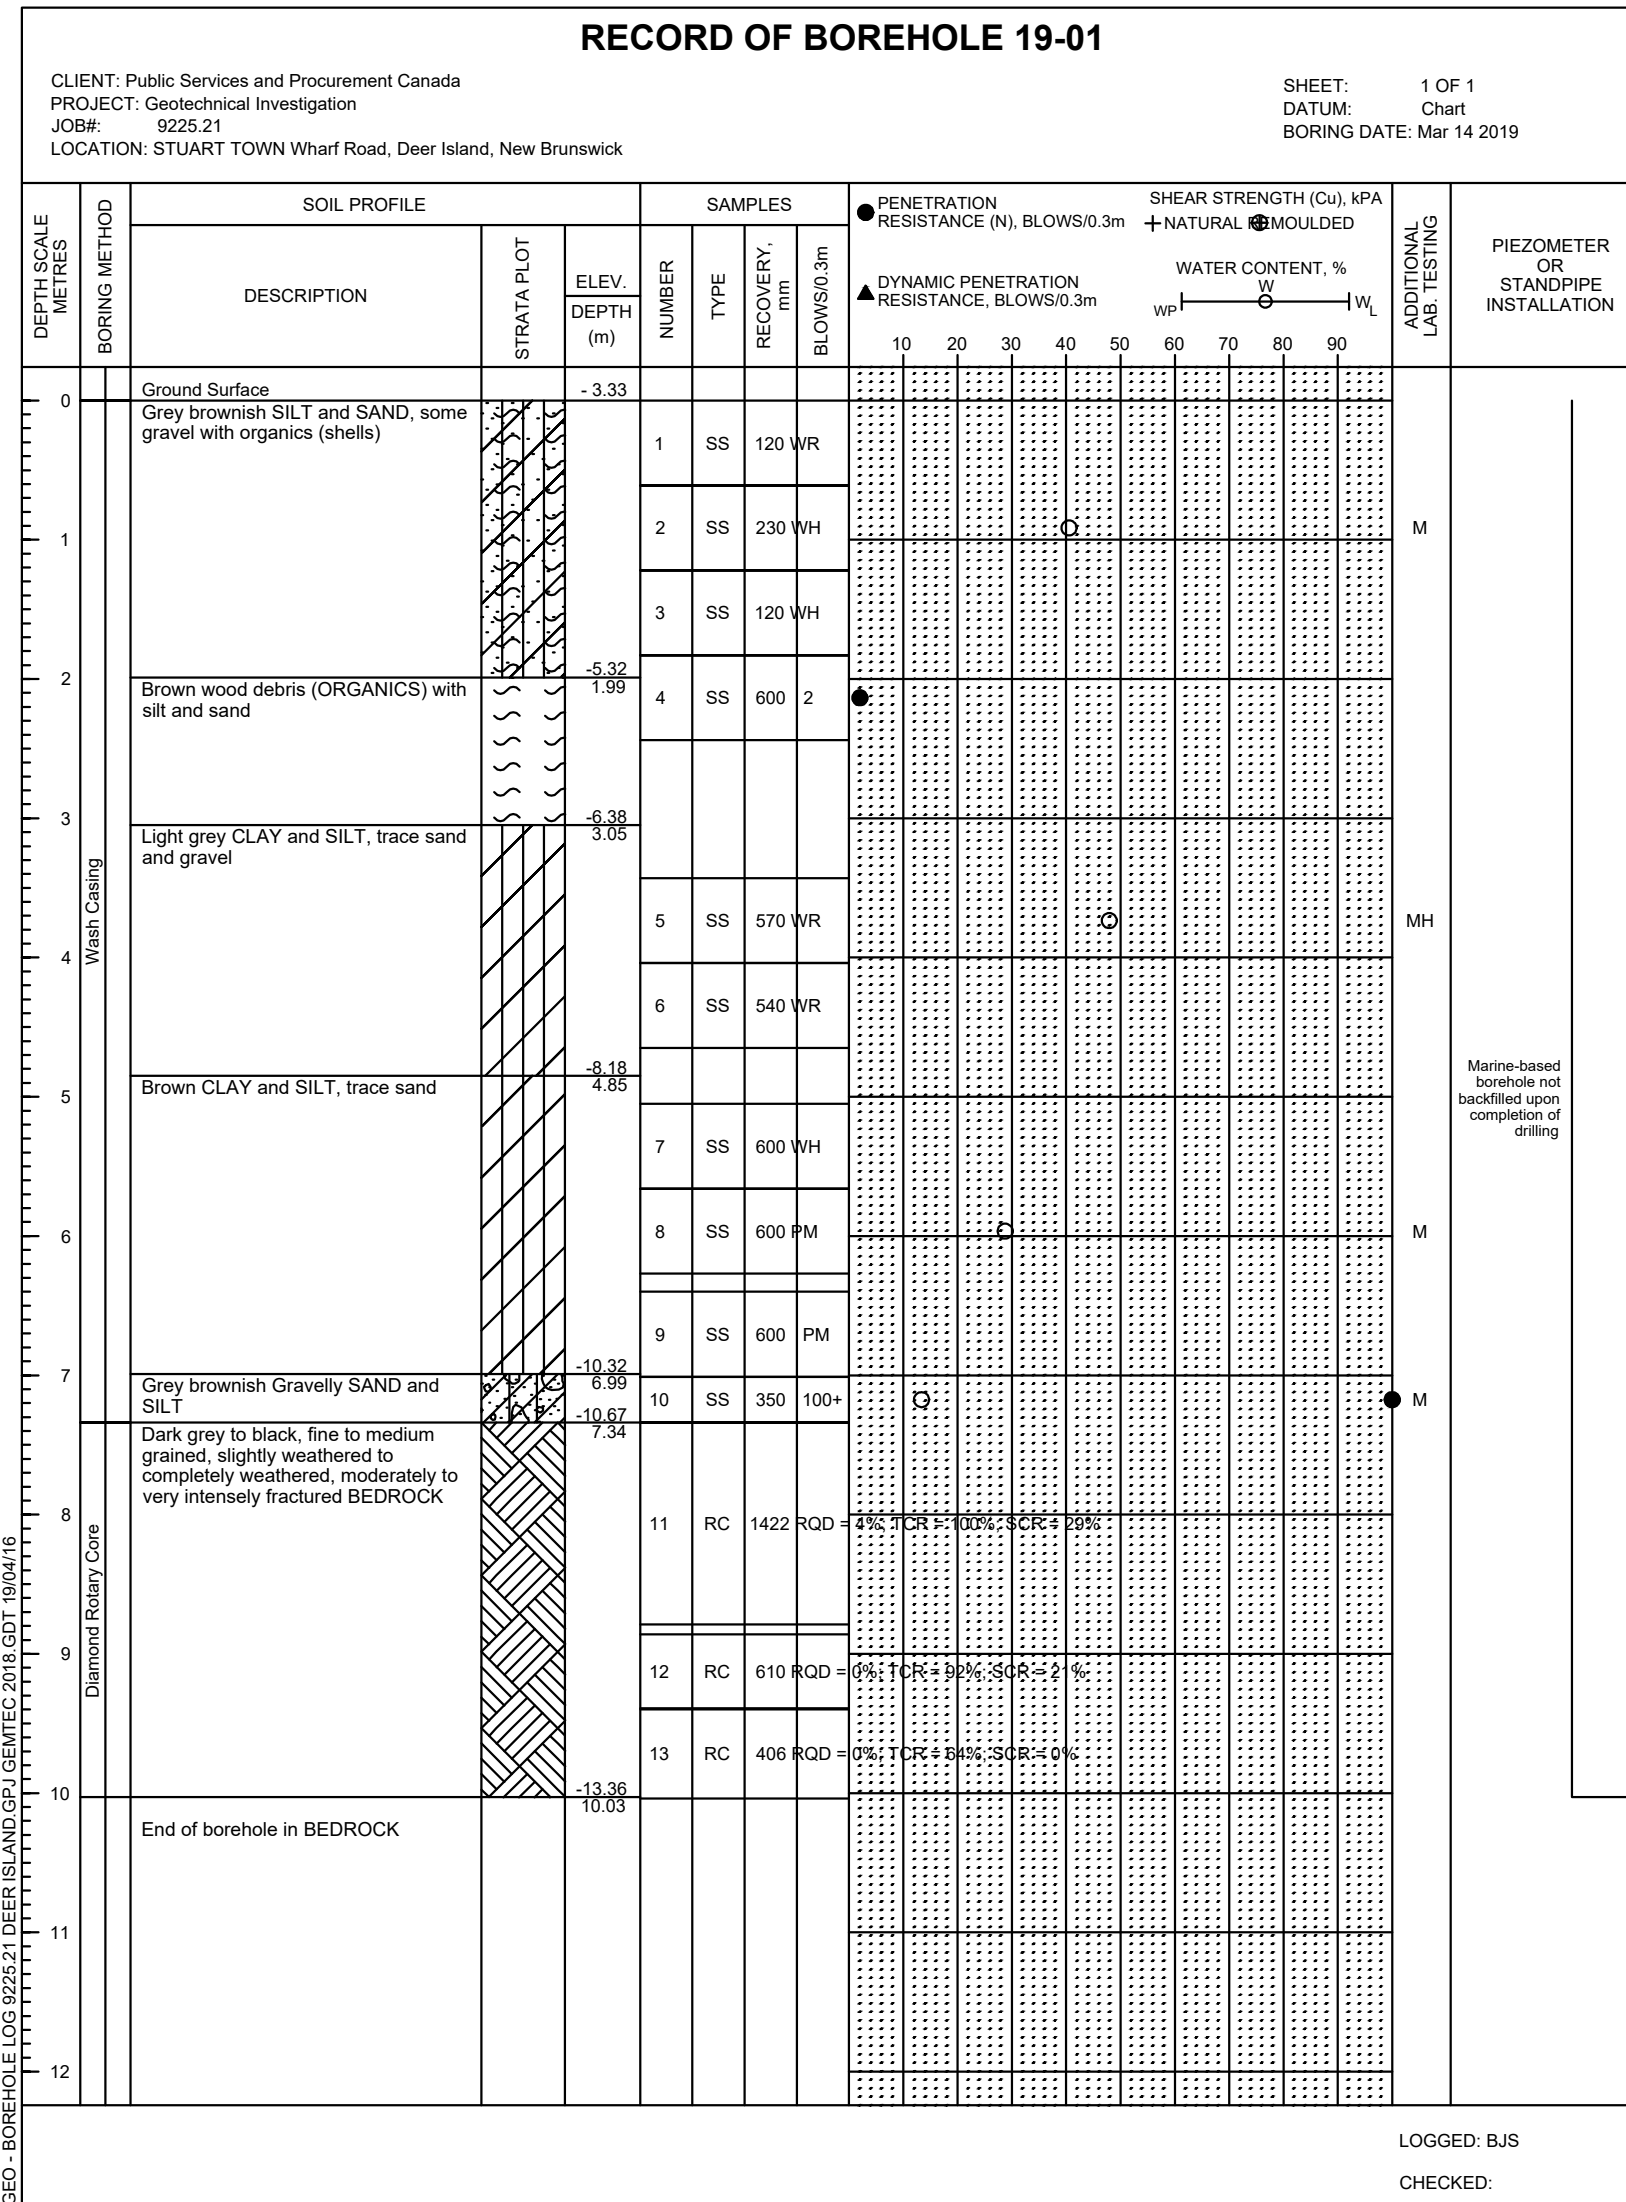 RECORD OF BOREHOLE 19-01
CLIENT: Public Services and Procurement Canada
PROJECT: Geotechnical Investigation
JOB#: 9225.21
LOCATION: STUART TOWN Wharf Road, Deer Island, New Brunswick
SHEET: 1 OF 1
DATUM: Chart
BORING DATE: Mar 14 2019
DEPTH SCALE
METRES
BORING METHOD
SOIL PROFILE
DESCRIPTION
STRATA PLOT
ELEV.
DEPTH
(m)
SAMPLES
NUMBER
TYPE
RECOVERY,
mm
BLOWS/0.3m
PENETRATION
RESISTANCE (N), BLOWS/0.3m
DYNAMIC PENETRATION
RESISTANCE, BLOWS/0.3m
SHEAR STRENGTH (Cu), kPA
+ NATURAL REMOULDED
WATER CONTENT, %
W
WP WL
10 20 30 40 50 60 70 80 90
ADDITIONAL
LAB. TESTING
PIEZOMETER
OR
STANDPIPE
INSTALLATION
Ground Surface - 3.33
0
Grey brownish SILT and SAND, some
gravel with organics (shells)
1 SS 120 WR
2 SS 230 WH M
1
3 SS 120 WH
-5.32
2
1.99
Brown wood debris (ORGANICS) with
silt and sand
4 SS 600 2
-6.38
3
3.05
Light grey CLAY and SILT, trace sand
and gravel
Wash Casing
5 SS 570 WR MH
4
6 SS 540 WR
-8.18
4.85
Brown CLAY and SILT, trace sand
5
Marine-based
borehole not
backfilled upon
completion of
drilling
7 SS 600 WH
8 SS 600 PM M
6
9 SS 600 PM
-10.32
7
6.99
Grey brownish Gravelly SAND and
SILT
10 SS 350 100+ M
-10.67
7.34
Dark grey to black, fine to medium
grained, slightly weathered to
completely weathered, moderately to
very intensely fractured BEDROCK
8
11 RC 1422 RQD = 4%; TCR = 100%; SCR = 29%
Diamond Rotary Core
9
12 RC 610 RQD = 0%; TCR = 92%; SCR = 21%
13 RC 406 RQD = 0%; TCR = 64%; SCR = 0%
-13.36
10
10.03
End of borehole in BEDROCK
11
12
GEO - BOREHOLE LOG 9225.21 DEER ISLAND.GPJ GEMTEC 2018.GDT 19/04/16
LOGGED: BJS
CHECKED: